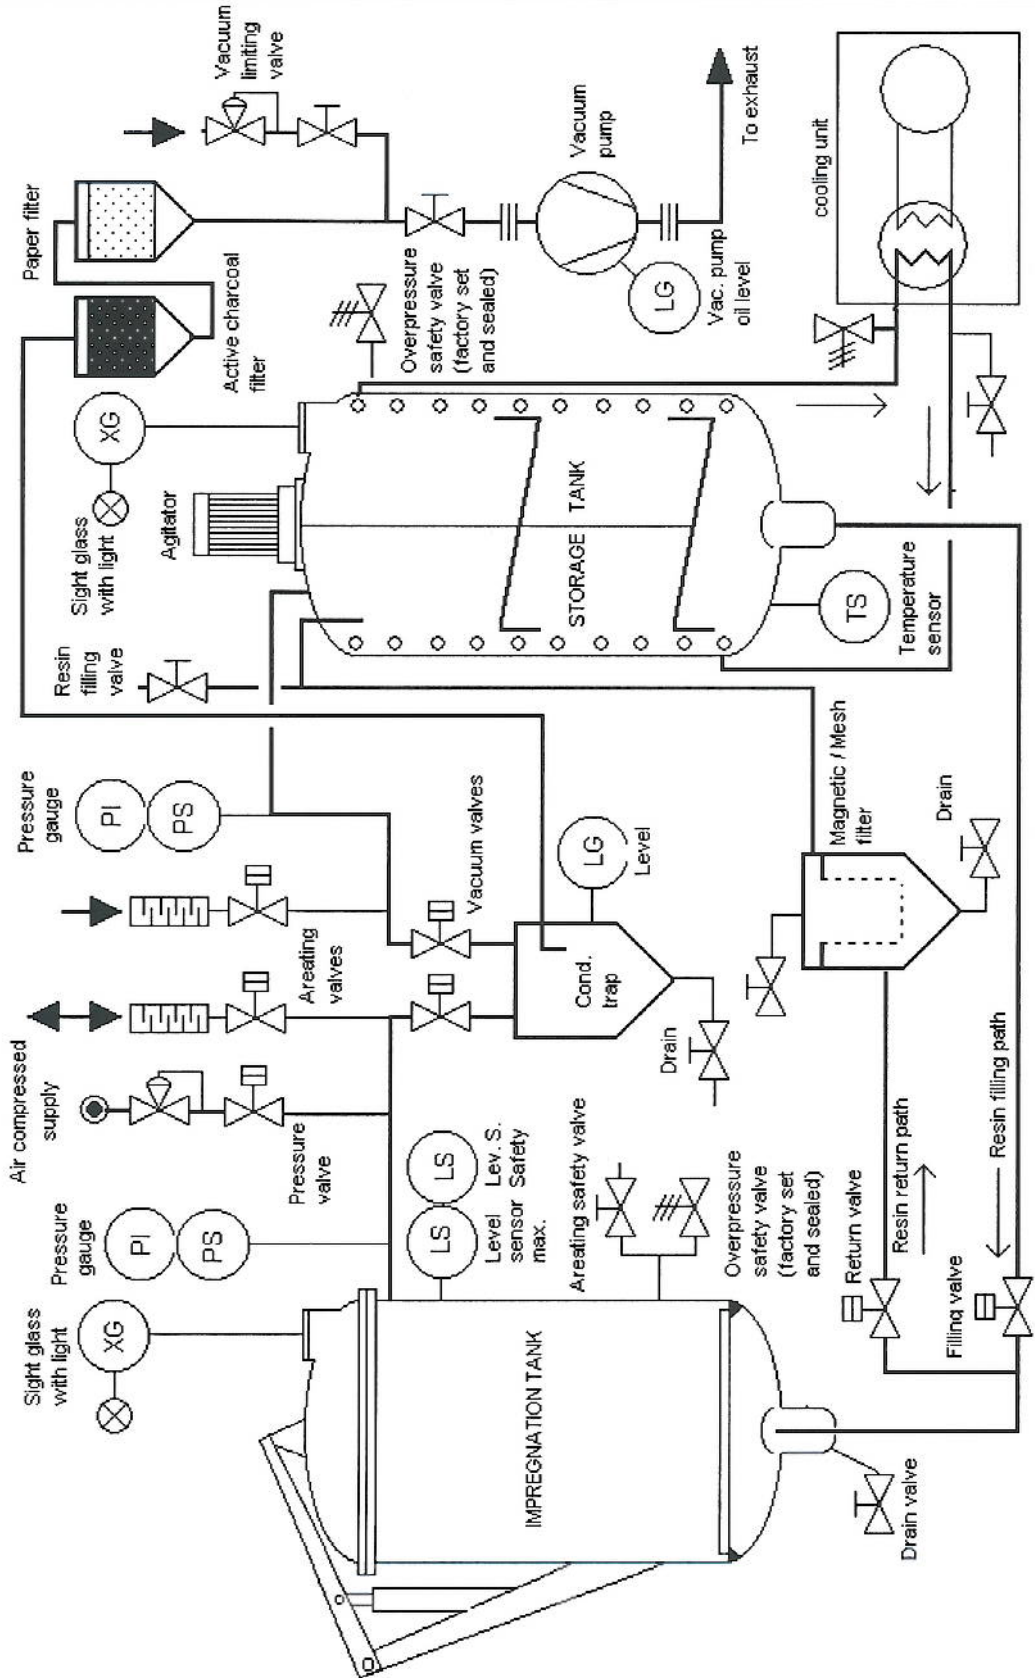 Sight glass
with light
XG
Pressure
gauge
PI
PS
Air compressed
supply
Pressure
valve
Areating
valves
Pressure
gauge
PI
PS
Resin
filling
valve
Sight glass
with light
XG
Agitator
Active charcoal
filter
Paper filter
Vacuum
limiting
valve
Overpressure
safety valve
(factory set
and sealed)
LG
Vac. pump
oil level
Vacuum
pump
To exhaust
cooling unit
STORAGE TANK
TS
Temperature
sensor
Vacuum valves
LG
Level
Cond.
trap
Drain
LS
LS
Level
sensor
max.
Lev. S.
Safety
Areating safety valve
Overpressure
safety valve
(factory set
and sealed)
IMPREGNATION TANK
Drain valve
Return valve
Filling valve
Resin return path
Resin filling path
Magnetic / Mesh
filter
Drain